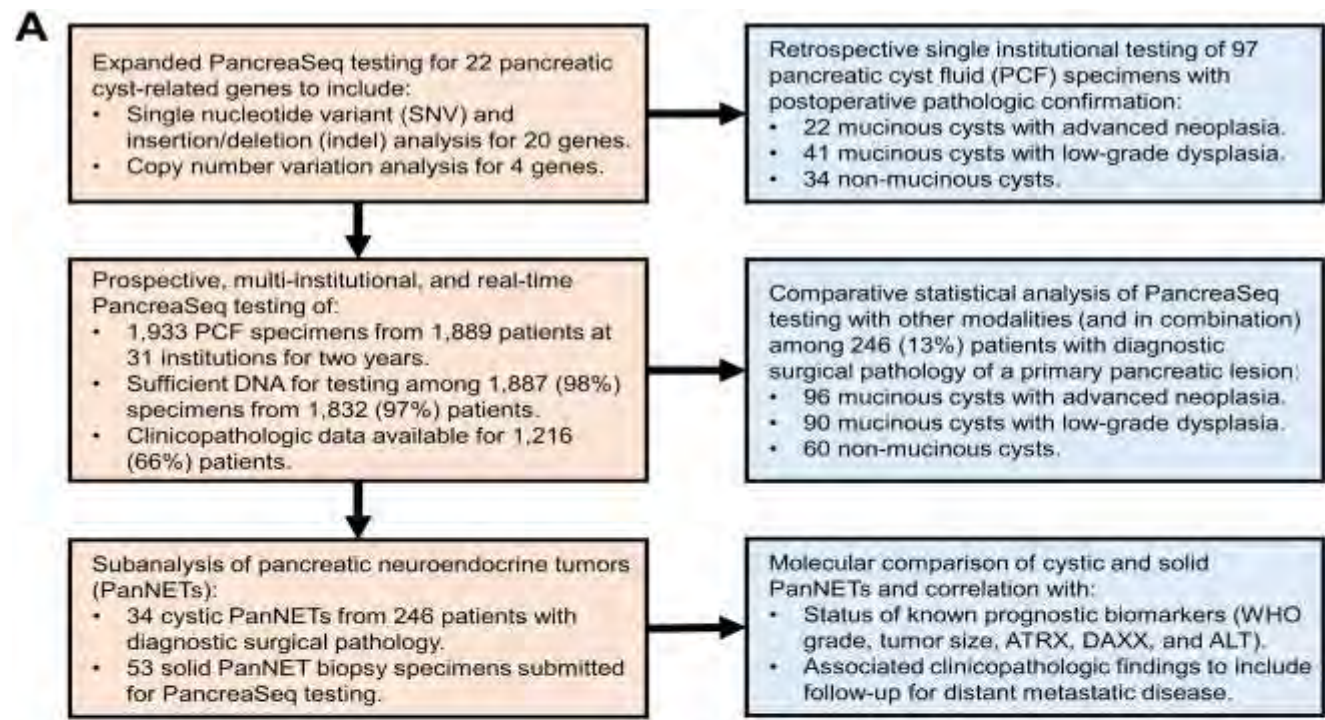 A
Expanded PancreaSeq testing for 22 pancreatic
cyst-related genes to include:
• Single nucleotide variant (SNV) and
insertion/deletion (indel) analysis for 20 genes.
• Copy number variation analysis for 4 genes.
Retrospective single institutional testing of 97
pancreatic cyst fluid (PCF) specimens with
postoperative pathologic confirmation:
• 22 mucinous cysts with advanced neoplasia.
• 41 mucinous cysts with low-grade dysplasia.
• 34 non-mucinous cysts.
Prospective, multi-institutional, and real-time
PancreaSeq testing of:
• 1,933 PCF specimens from 1,889 patients at
31 institutions for two years.
• Sufficient DNA for testing among 1,887 (98%)
specimens from 1,832 (97%) patients.
• Clinicopathologic data available for 1,216
(66%) patients.
Comparative statistical analysis of PancreaSeq
testing with other modalities (and in combination)
among 246 (13%) patients with diagnostic
surgical pathology of a primary pancreatic lesion:
• 96 mucinous cysts with advanced neoplasia.
• 90 mucinous cysts with low-grade dysplasia.
• 60 non-mucinous cysts.
Subanalysis of pancreatic neuroendocrine tumors
(PanNETs):
• 34 cystic PanNETs from 246 patients with
diagnostic surgical pathology.
• 53 solid PanNET biopsy specimens submitted
for PancreaSeq testing.
Molecular comparison of cystic and solid
PanNETs and correlation with:
• Status of known prognostic biomarkers (WHO
grade, tumor size, ATRX, DAXX, and ALT).
• Associated clinicopathologic findings to include
follow-up for distant metastatic disease.